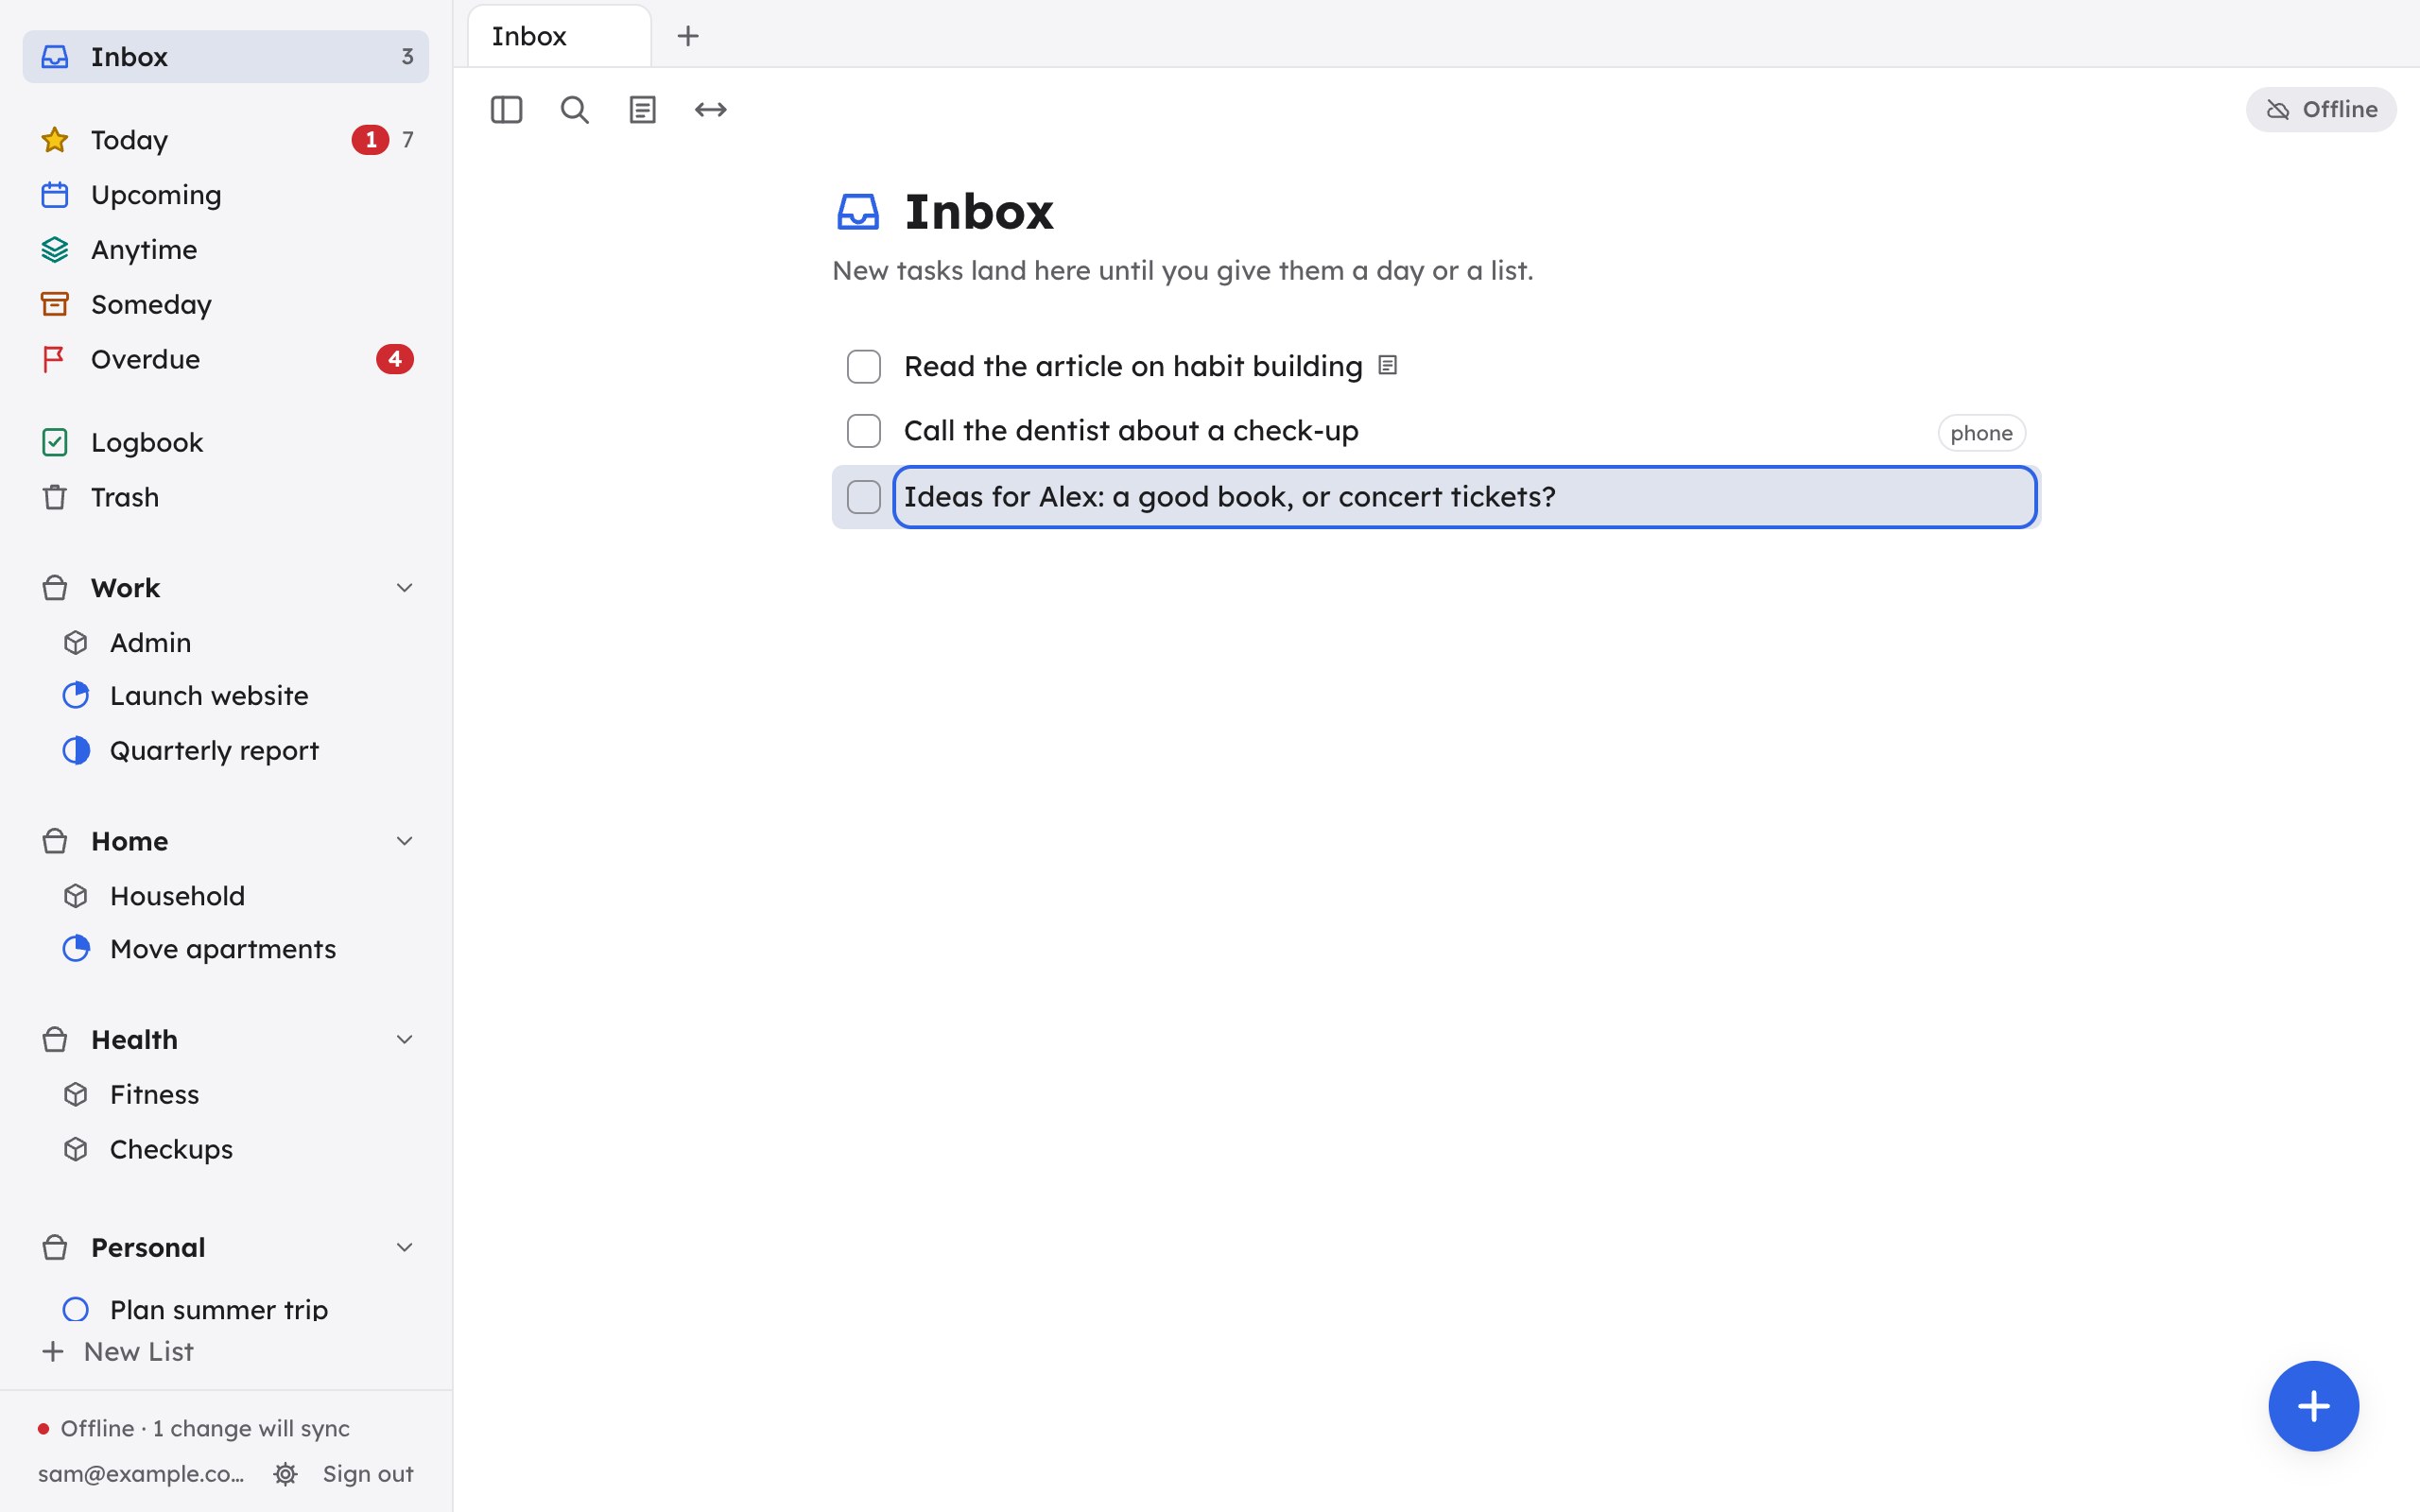 Inbox 3
Today 1 7
Upcoming
Anytime
Someday
Overdue 4
Logbook
Trash
Work
Admin
Launch website
Quarterly report
Home
Household
Move apartments
Health
Fitness
Checkups
Personal
Plan summer trip
New List
Offline · 1 change will sync
sam@example.co... Sign out
Inbox
Offline
Inbox
New tasks land here until you give them a day or a list.
Read the article on habit building
Call the dentist about a check-up phone
Ideas for Alex: a good book, or concert tickets?